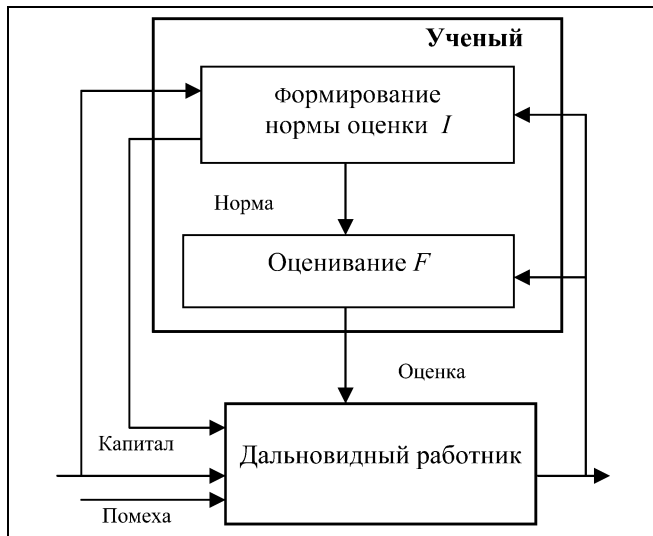 Ученый
Формирование
нормы оценки I
Норма
Оценивание F
Оценка
Капитал
Дальновидный работник
Помеха